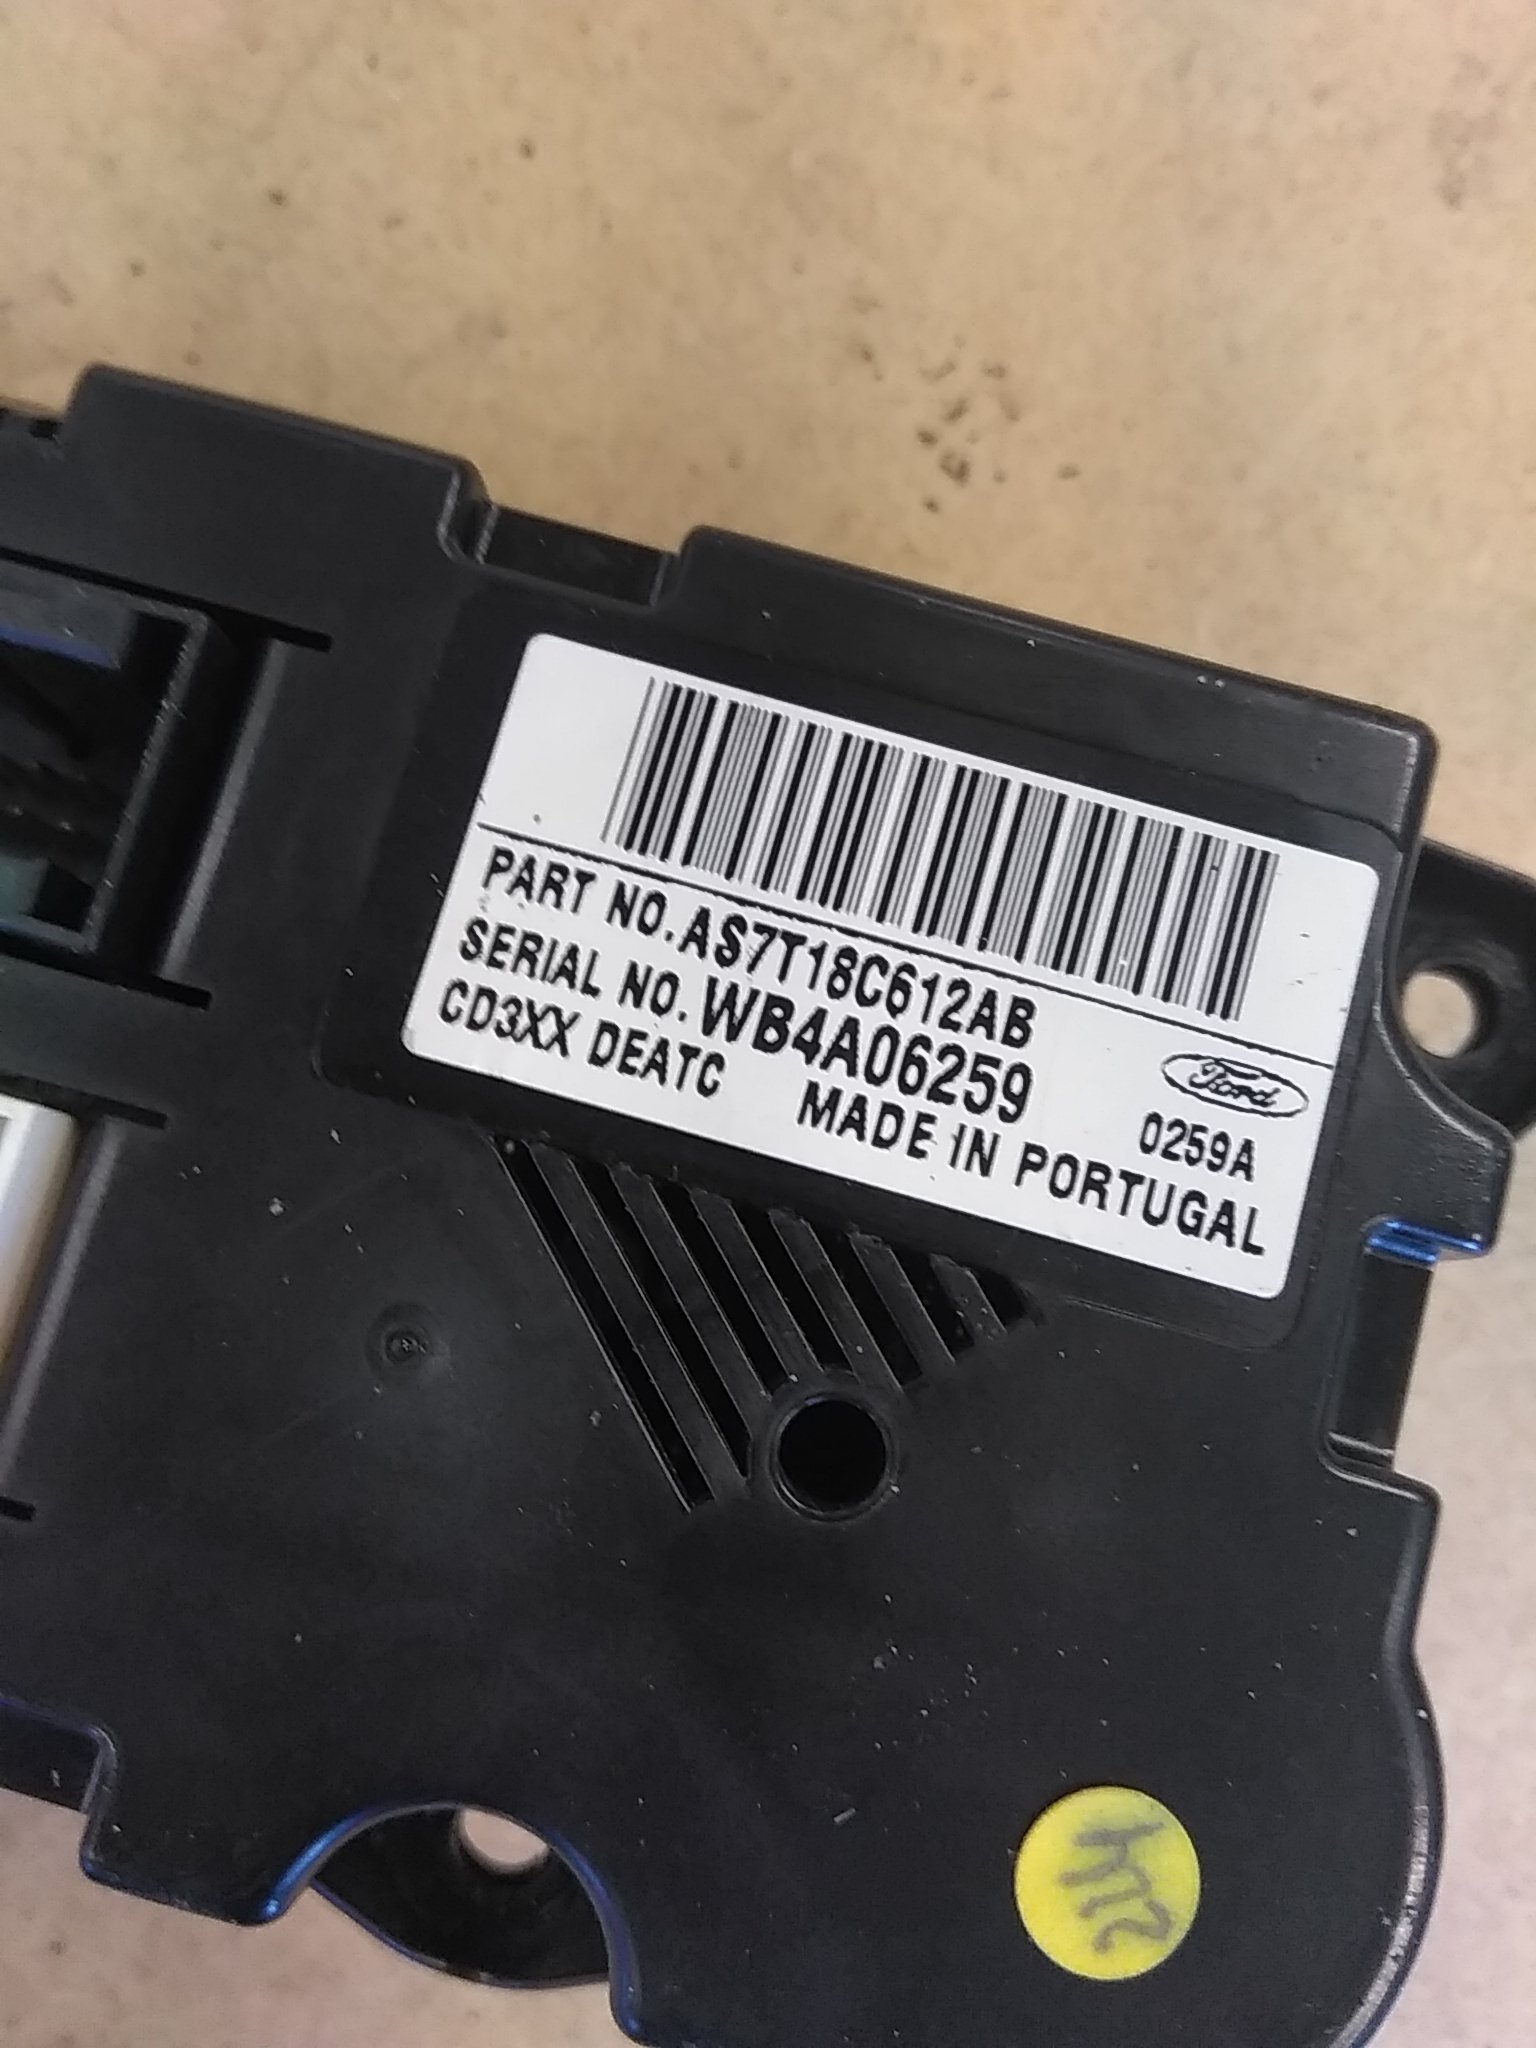 PART NO. AS7T18C612AB
SERIAL NO. WB4A06259
Ford
CD3XX DEATC
0259A
MADE IN PORTUGAL